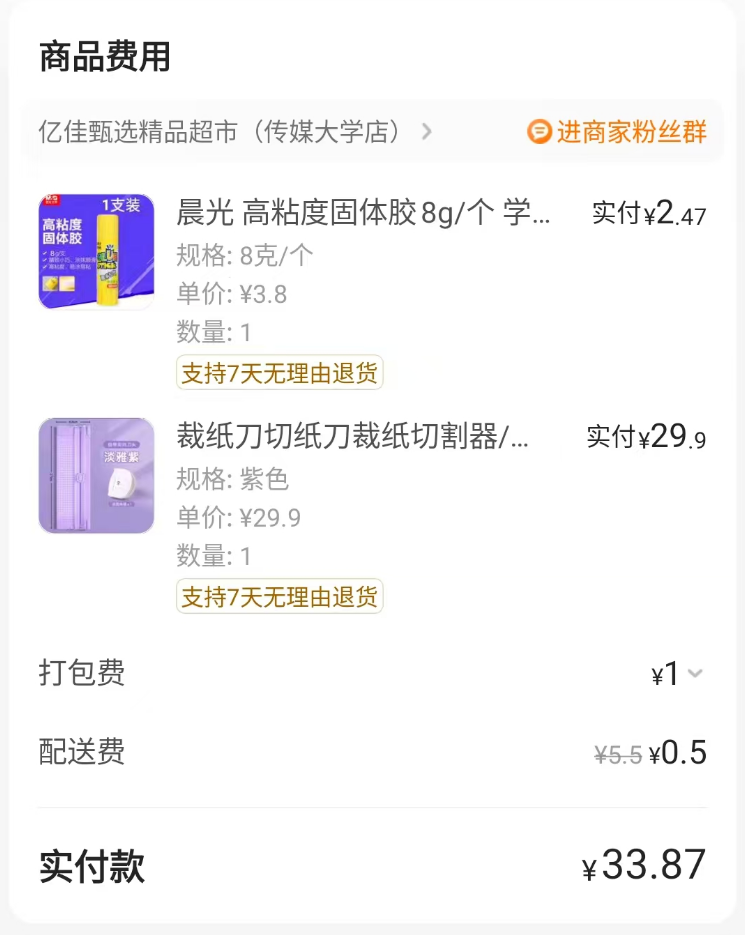 商品费用
亿佳甄选精品超市（传媒大学店）
进商家粉丝群
1支装
高粘度
固体胶
晨光 高粘度固体胶8g/个 学...
实付¥2.47
规格: 8克/个
单价: ¥3.8
数量: 1
支持7天无理由退货
淡雅紫
裁纸刀切纸刀裁纸切割器/...
实付¥29.9
规格: 紫色
单价: ¥29.9
数量: 1
支持7天无理由退货
打包费
¥1
配送费
¥5.5 ¥0.5
实付款
¥33.87